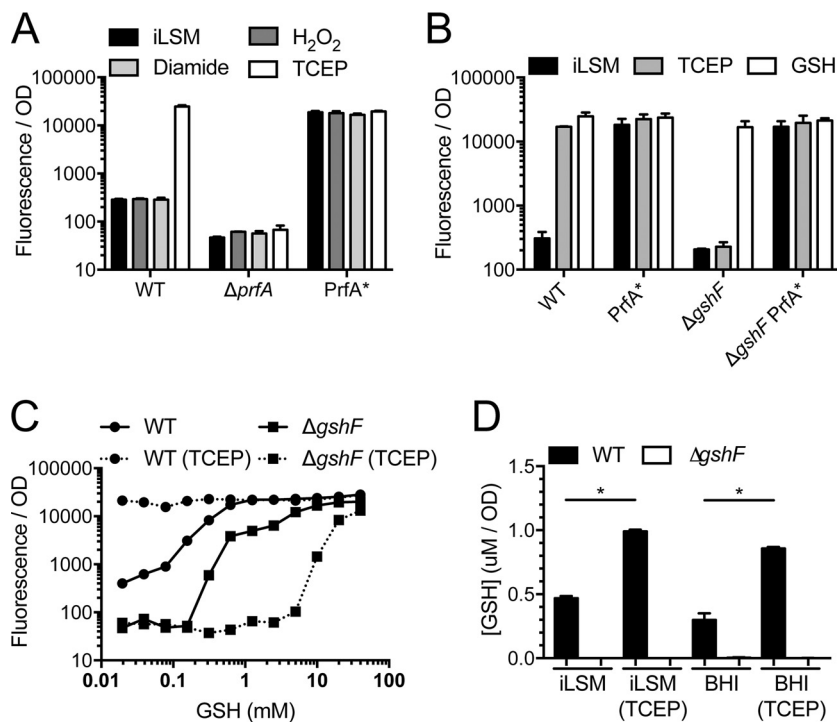 A
iLSM
H2O2
Diamide
TCEP
Fluorescence / OD
100000
10000
1000
100
10
WT
ΔprfA
PrfA*
B
iLSM
TCEP
GSH
Fluorescence / OD
100000
10000
1000
100
WT
PrfA*
ΔgshF
ΔgshF PrfA*
C
WT
ΔgshF
WT (TCEP)
ΔgshF (TCEP)
Fluorescence / OD
100000
10000
1000
100
10
0.01
0.1
1
10
100
GSH (mM)
D
WT
ΔgshF
[GSH] (uM / OD)
1.5
1.0
0.5
0.0
*
*
iLSM
iLSM
(TCEP)
BHI
BHI
(TCEP)